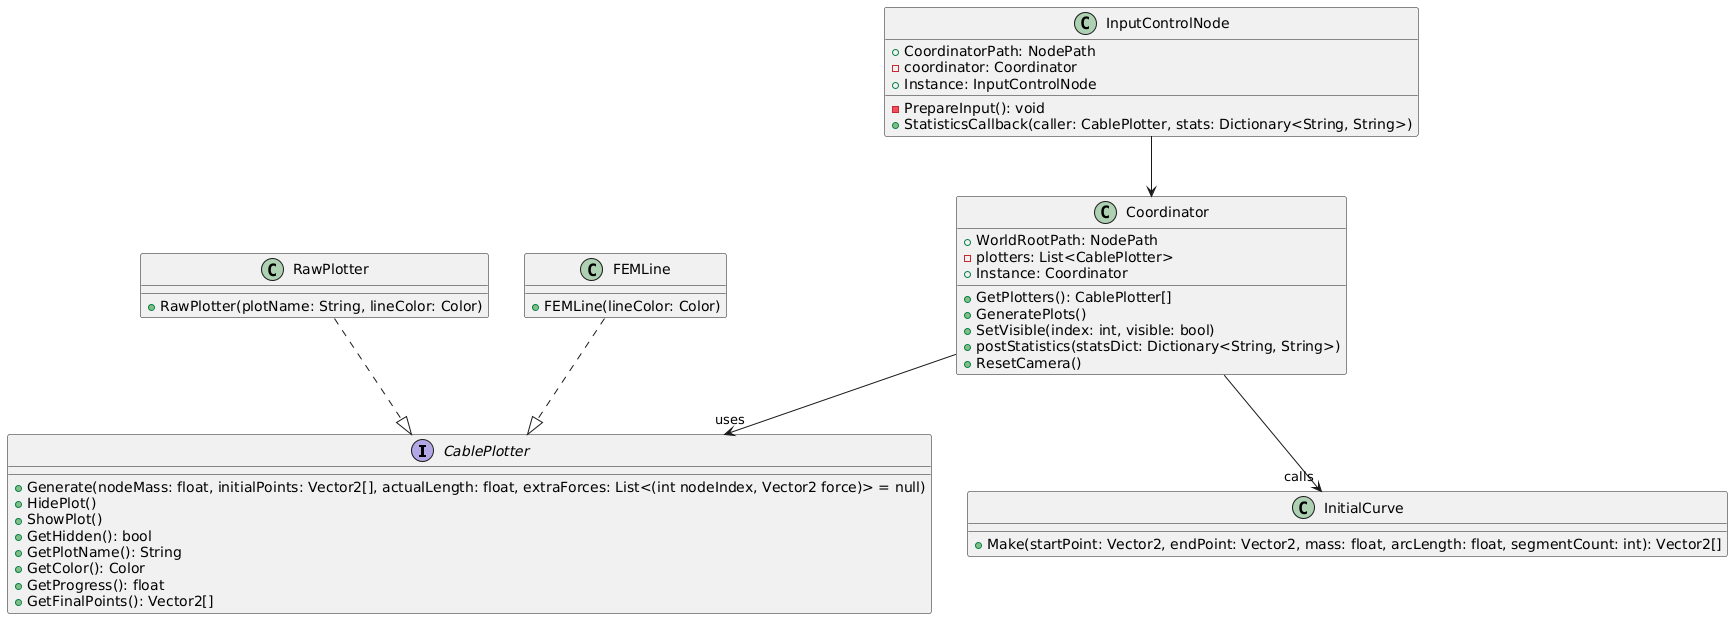 C InputControlNode
CoordinatorPath: NodePath
coordinator: Coordinator
Instance: InputControlNode
PrepareInput(): void
StatisticsCallback(caller: CablePlotter, stats: Dictionary<String, String>)
C Coordinator
WorldRootPath: NodePath
plotters: List<CablePlotter>
Instance: Coordinator
GetPlotters(): CablePlotter[]
GeneratePlots()
SetVisible(index: int, visible: bool)
postStatistics(statsDict: Dictionary<String, String>)
ResetCamera()
C RawPlotter
RawPlotter(plotName: String, lineColor: Color)
C FEMLine
FEMLine(lineColor: Color)
uses
calls
I CablePlotter
Generate(nodeMass: float, initialPoints: Vector2[], actualLength: float, extraForces: List<(int nodeIndex, Vector2 force)> = null)
HidePlot()
ShowPlot()
GetHidden(): bool
GetPlotName(): String
GetColor(): Color
GetProgress(): float
GetFinalPoints(): Vector2[]
C InitialCurve
Make(startPoint: Vector2, endPoint: Vector2, mass: float, arcLength: float, segmentCount: int): Vector2[]